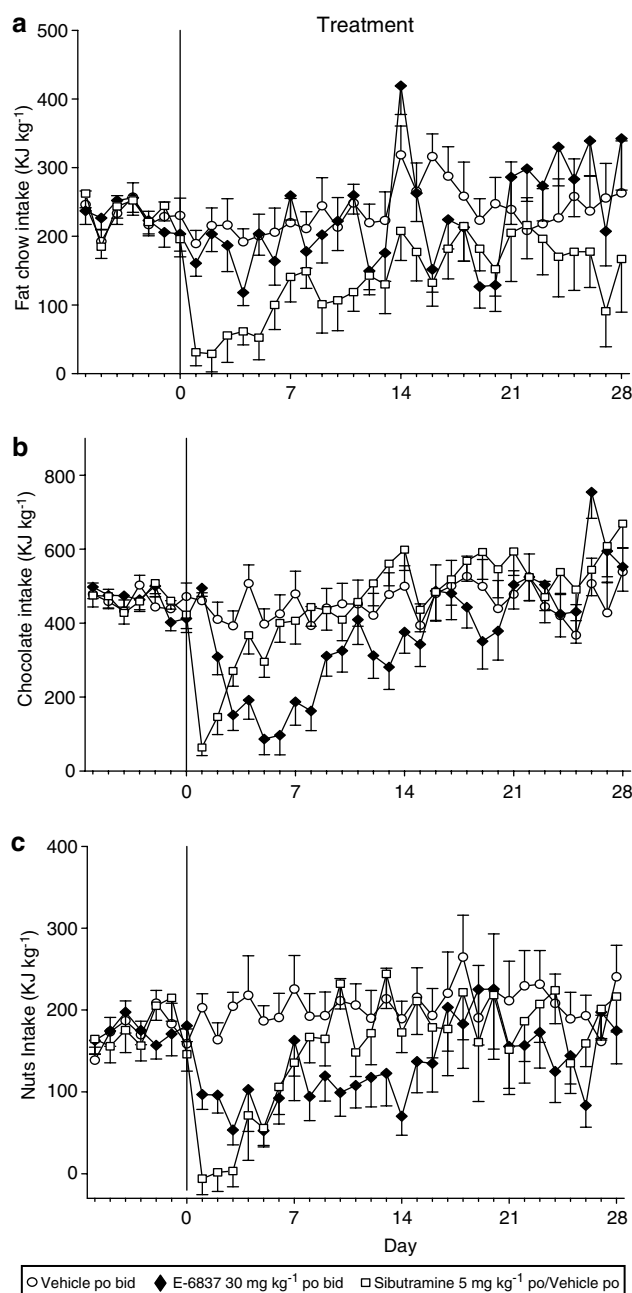 a
Treatment
Fat chow intake (KJ kg⁻¹)
500
400
300
200
100
0
0 7 14 21 28
b
Chocolate intake (KJ kg⁻¹)
800
600
400
200
0
0 7 14 21 28
c
Nuts Intake (KJ kg⁻¹)
400
300
200
100
0
0 7 14 21 28
Day
Vehicle po bid E-6837 30 mg kg⁻¹ po bid Sibutramine 5 mg kg⁻¹ po/Vehicle po